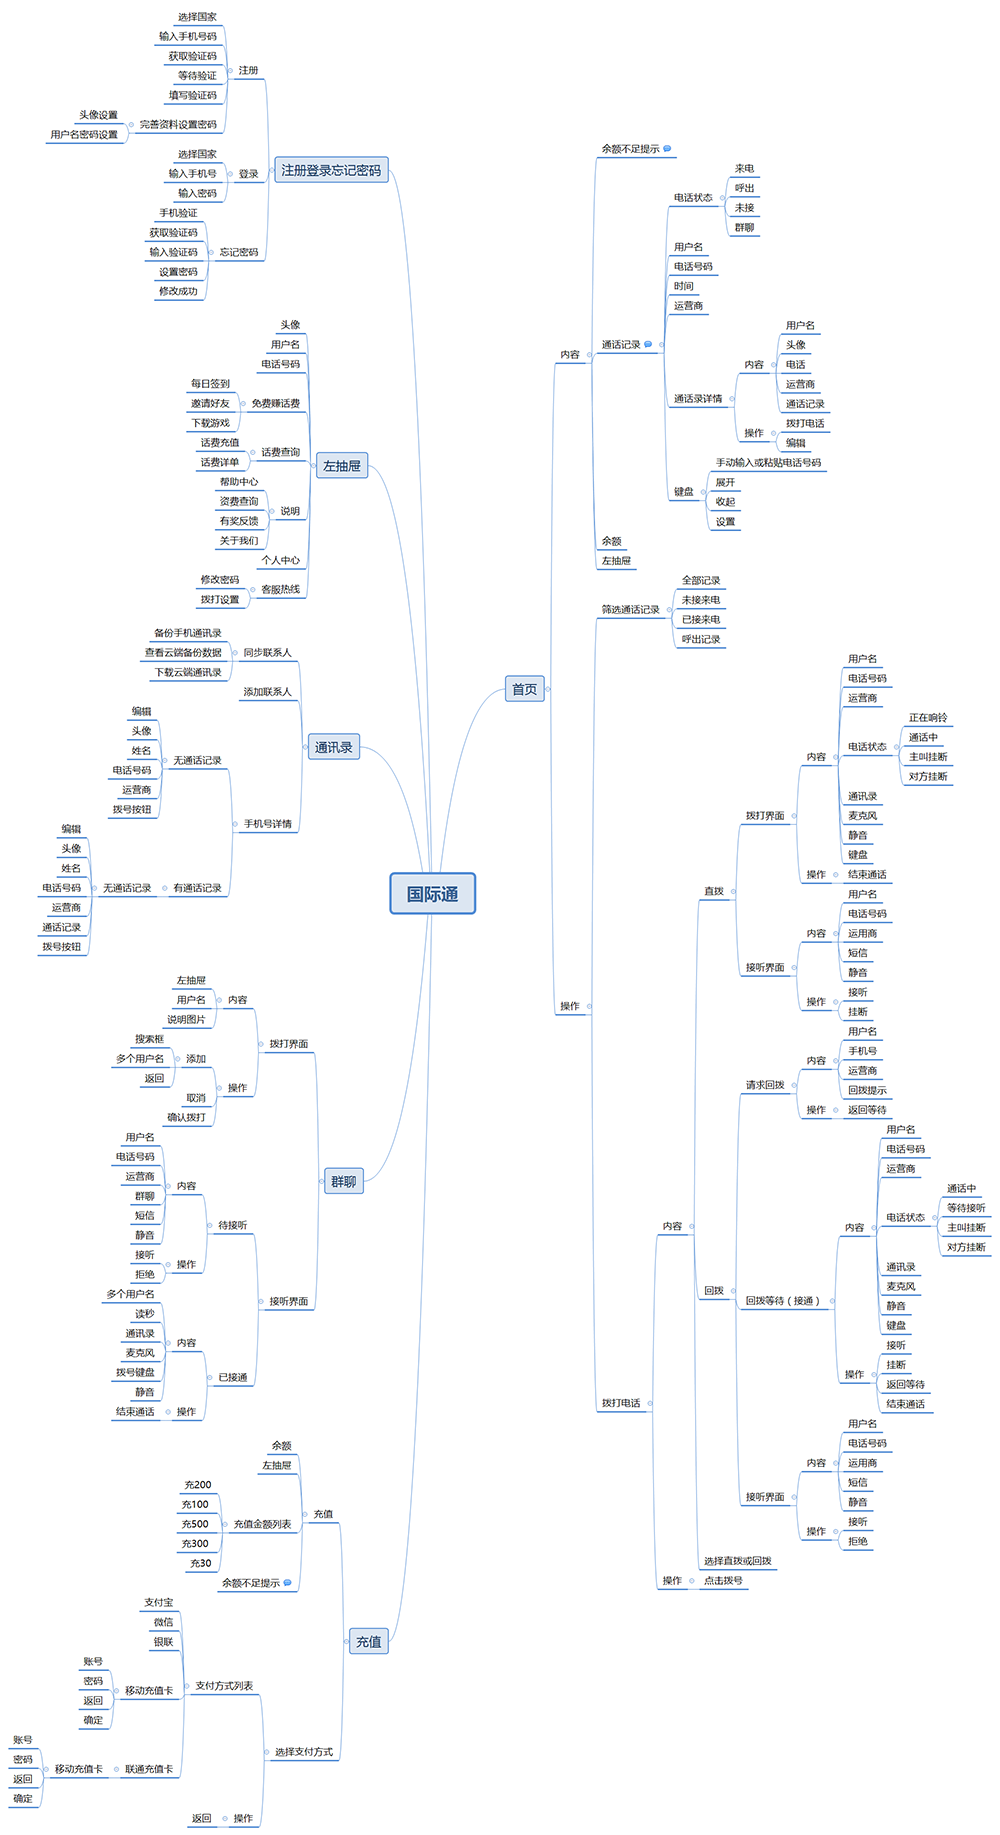 国际通
注册登录忘记密码
注册
选择国家
输入手机号码
获取验证码
等待验证
填写验证码
完善资料设置密码
头像设置
用户名密码设置
登录
选择国家
输入手机号
输入密码
忘记密码
手机验证
获取验证码
输入验证码
设置密码
修改成功
左抽屉
头像
用户名
电话号码
免费赚话费
每日签到
邀请好友
下载游戏
话费查询
话费充值
话费详单
说明
帮助中心
资费查询
有奖反馈
关于我们
个人中心
客服热线
修改密码
拨打设置
通讯录
同步联系人
备份手机通讯录
查看云端备份数据
下载云端通讯录
添加联系人
手机号详情
无通话记录
编辑
头像
姓名
电话号码
运营商
拨号按钮
有通话记录
无通话记录
编辑
头像
姓名
电话号码
运营商
通话记录
拨号按钮
群聊
拨打界面
内容
左抽屉
用户名
说明图片
操作
添加
搜索框
多个用户名
返回
取消
确认拨打
接听界面
待接听
内容
用户名
电话号码
运营商
群聊
短信
静音
操作
接听
拒绝
已接通
内容
多个用户名
读秒
通讯录
麦克风
拨号键盘
静音
操作
结束通话
充值
充值
余额
左抽屉
充值金额列表
充200
充100
充500
充300
充30
余额不足提示
选择支付方式
支付方式列表
支付宝
微信
银联
移动充值卡
账号
密码
返回
确定
联通充值卡
移动充值卡
账号
密码
返回
确定
操作
返回
首页
内容
余额不足提示
通话记录
电话状态
来电
呼出
未接
群聊
用户名
电话号码
时间
运营商
通话录详情
内容
用户名
头像
电话
运营商
通话记录
操作
拨打电话
编辑
键盘
手动输入或粘贴电话号码
展开
收起
设置
余额
左抽屉
操作
筛选通话记录
全部记录
未接来电
已接来电
呼出记录
拨打电话
内容
直拨
拨打界面
内容
用户名
电话号码
运营商
电话状态
正在响铃
通话中
主叫挂断
对方挂断
通讯录
麦克风
静音
键盘
操作
结束通话
接听界面
内容
用户名
电话号码
运用商
短信
静音
操作
接听
挂断
回拨
请求回拨
内容
用户名
手机号
运营商
回拨提示
操作
返回等待
回拨等待（接通）
内容
用户名
电话号码
运营商
电话状态
通话中
等待接听
主叫挂断
对方挂断
通讯录
麦克风
静音
键盘
操作
接听
挂断
返回等待
结束通话
接听界面
内容
用户名
电话号码
运用商
短信
静音
操作
接听
拒绝
选择直拨或回拨
操作
点击拨号